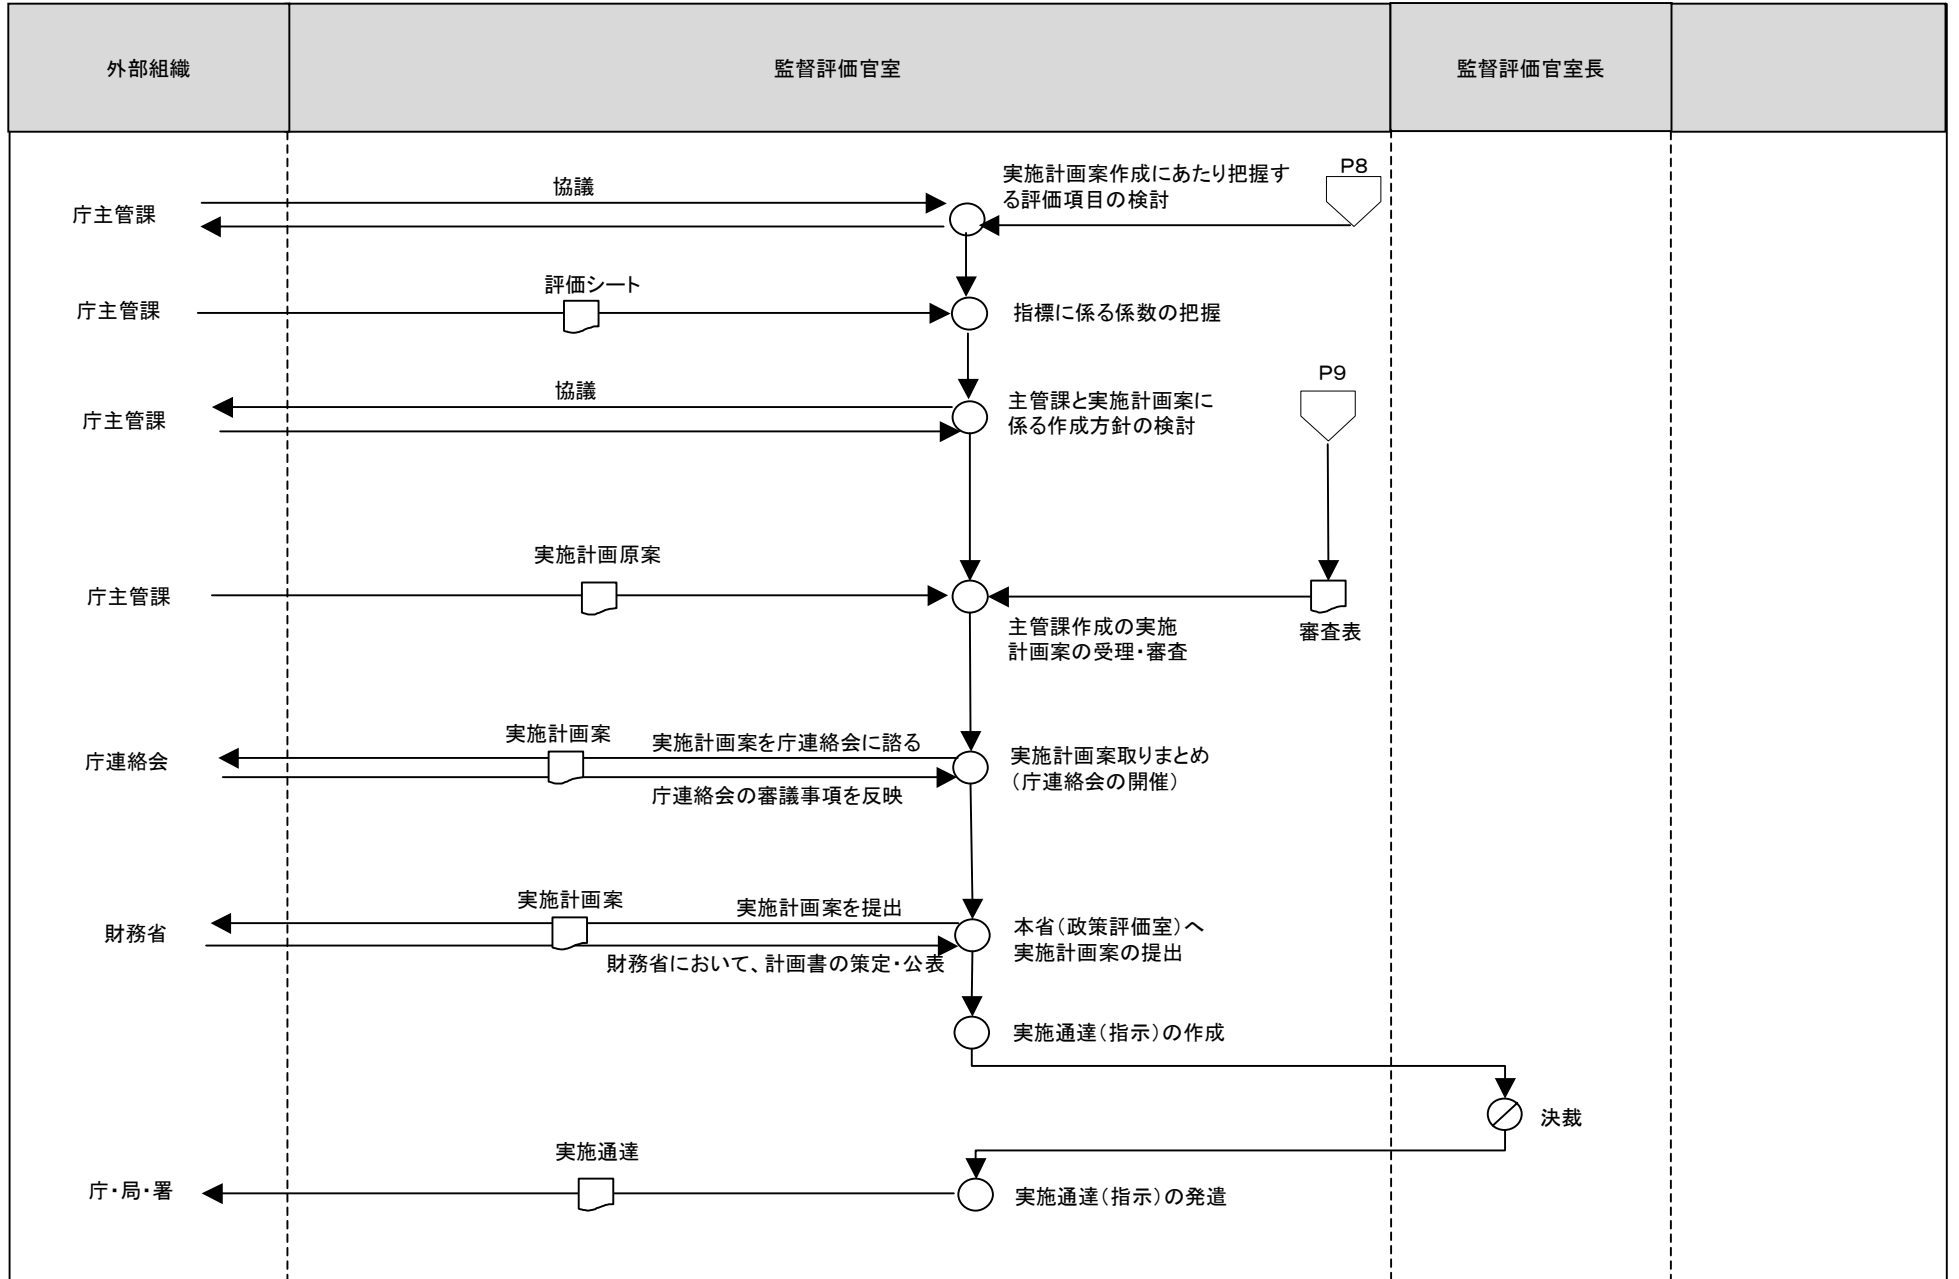 外部組織
監督評価官室
監督評価官室長
P8
協議
実施計画案作成にあたり把握す
る評価項目の検討
庁主管課
評価シート
庁主管課
指標に係る係数の把握
P9
協議
主管課と実施計画案に
係る作成方針の検討
庁主管課
実施計画原案
庁主管課
主管課作成の実施
計画案の受理・審査
審査表
実施計画案
実施計画案を庁連絡会に諮る
庁連絡会
実施計画案取りまとめ
（庁連絡会の開催）
庁連絡会の審議事項を反映
実施計画案
実施計画案を提出
財務省
本省（政策評価室）へ
実施計画案の提出
財務省において、計画書の策定・公表
実施通達（指示）の作成
決裁
実施通達
庁・局・署
実施通達（指示）の発遣